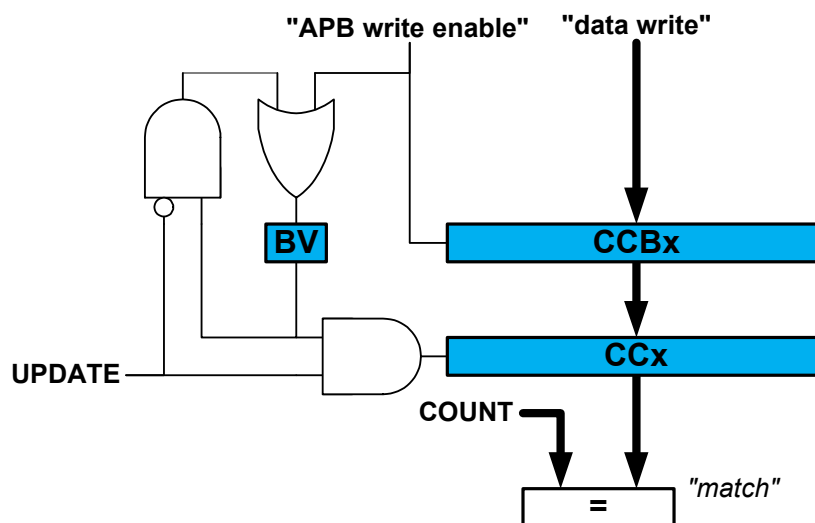 "APB write enable"
"data write"
BV
CCBx
CCx
UPDATE
COUNT
"match"
=